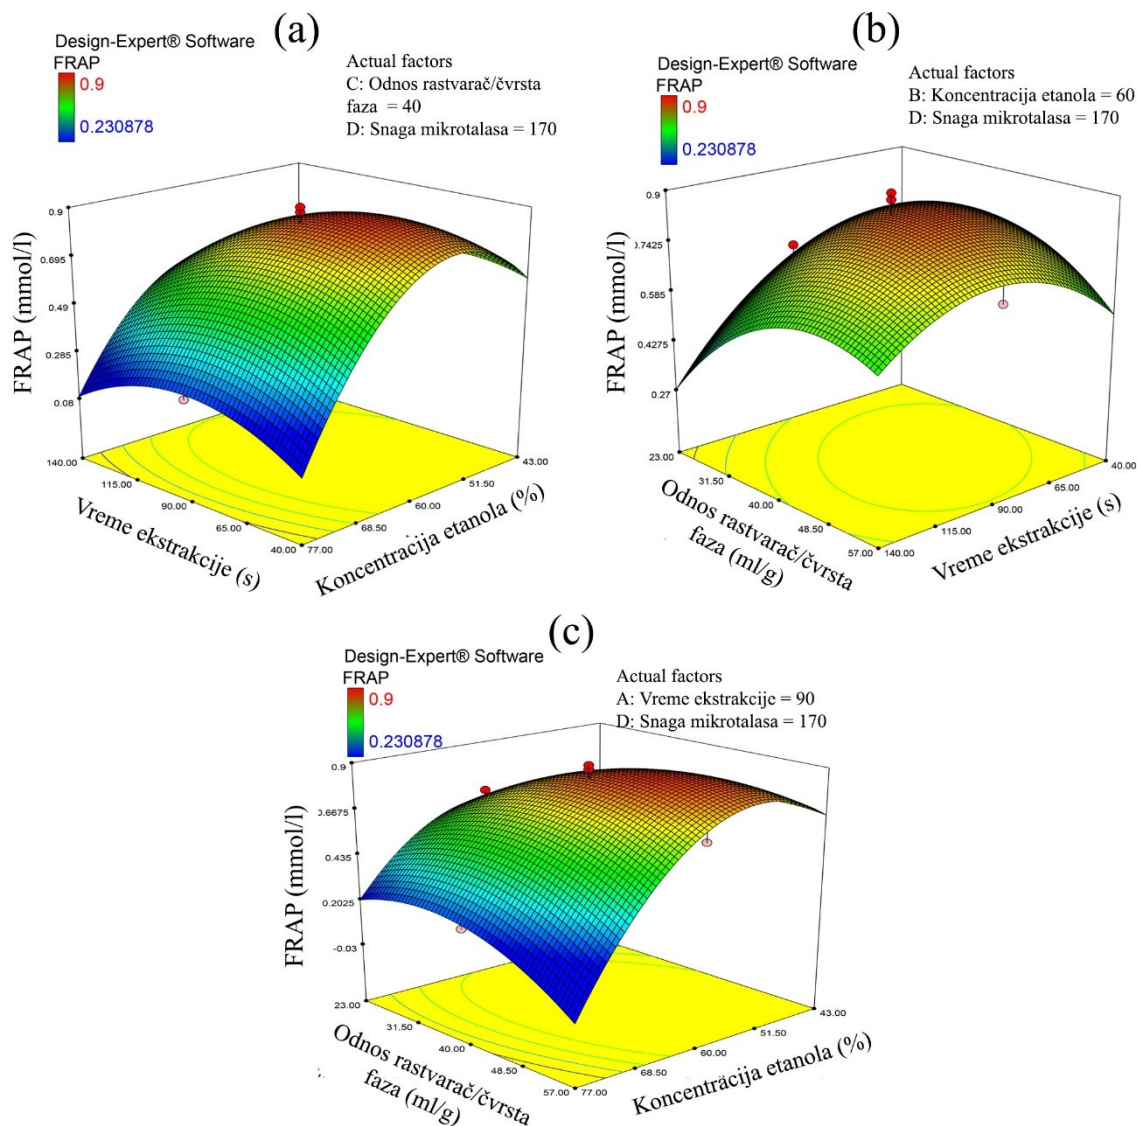 (a)
Design-Expert® Software
FRAP
0.9
0.230878
Actual factors
C: Odnos rastvarač/čvrsta
faza = 40
D: Snaga mikrotalasa = 170
0.9
0.695
0.49
0.285
0.08
FRAP (mmol/l)
140.00
115.00
90.00
65.00
40.00
Vreme ekstrakcije (s)
77.00
68.50
60.00
51.50
43.00
Koncentracija etanola (%)
(b)
Design-Expert® Software
FRAP
0.9
0.230878
Actual factors
B: Koncentracija etanola = 60
D: Snaga mikrotalasa = 170
0.9
0.7425
0.585
0.4275
0.27
FRAP (mmol/l)
23.00
31.50
40.00
48.50
57.00
Odnos rastvarač/čvrsta
faza (ml/g)
140.00
115.00
90.00
65.00
40.00
Vreme ekstrakcije (s)
(c)
Design-Expert® Software
FRAP
0.9
0.230878
Actual factors
A: Vreme ekstrakcije = 90
D: Snaga mikrotalasa = 170
0.9
0.6675
0.435
0.2025
-0.03
FRAP (mmol/l)
23.00
31.50
40.00
48.50
57.00
Odnos rastvarač/čvrsta
faza (ml/g)
77.00
68.50
60.00
51.50
43.00
Koncentracija etanola (%)